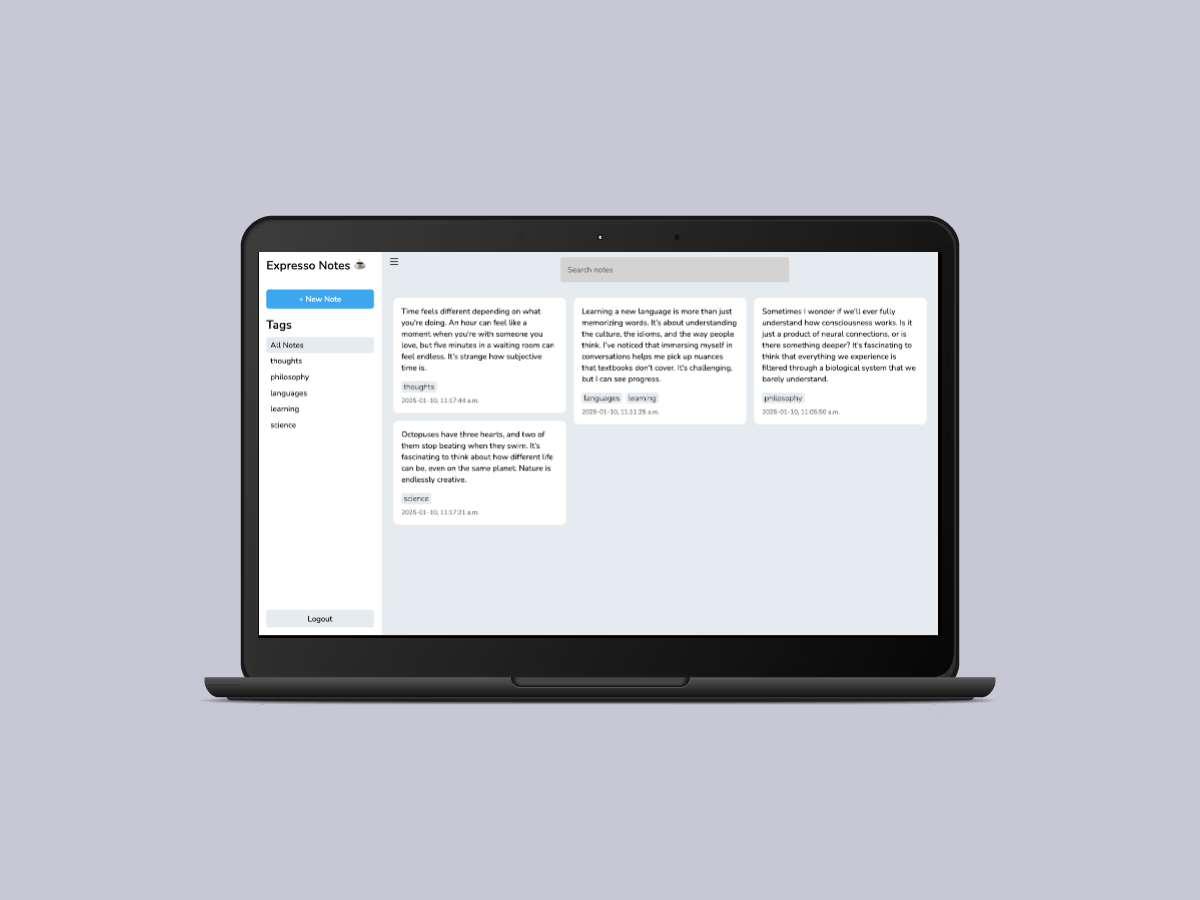 Expresso Notes
+ New Note
Tags
All Notes
thoughts
philosophy
languages
learning
science
Logout
Search notes
Time feels different depending on what
you're doing. An hour can feel like a
moment when you're with someone you
love, but five minutes in a waiting room can
feel endless. It's strange how subjective
time is.
thoughts
2025-01-10, 11:17:44 a.m.
Learning a new language is more than just
memorizing words. It's about understanding
the culture, the idioms, and the way people
think. I've noticed that immersing myself in
conversations helps me pick up nuances
that textbooks don't cover. It's challenging,
but I can see progress.
languages learning
2025-01-10, 11:11:25 a.m.
Sometimes I wonder if we'll ever fully
understand how consciousness works. Is it
just a product of neural connections, or is
there something deeper? It's fascinating to
think that everything we experience is
filtered through a biological system that we
barely understand.
philosophy
2025-01-10, 11:05:50 a.m.
Octopuses have three hearts, and two of
them stop beating when they swim. It's
fascinating to think about how different life
can be, even on the same planet. Nature is
endlessly creative.
science
2025-01-10, 11:17:21 a.m.